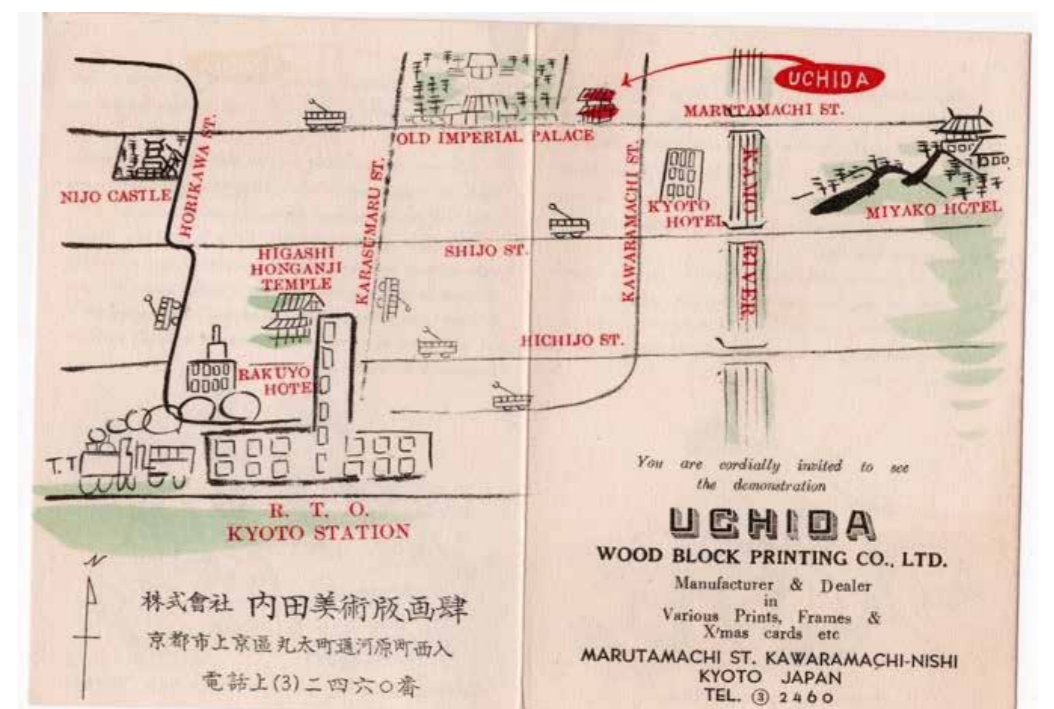 UCHIDA
MARUTAMACHI ST.
OLD IMPERIAL PALACE
NIJO CASTLE
HORIKAWA ST.
KARASUMARU ST.
KAWARAMACHI ST.
KYOTO
HOTEL
KAMO
RIVER.
MIYAKO HOTEL
SHIJO ST.
HIGASHI
HONGANJI
TEMPLE
HICHIJO ST.
RAKUYO
HOTEL
T.T
R. T. O.
KYOTO STATION
N
株式會社 内田美術版画肆
京都市上京區丸太町通河原町西入
電話上(3)二四六〇番
You are cordially invited to see
the demonstration
UCHIDA
WOOD BLOCK PRINTING CO., LTD.
Manufacturer & Dealer
in
Various Prints, Frames &
X'mas cards etc
MARUTAMACHI ST. KAWARAMACHI-NISHI
KYOTO JAPAN
TEL. ③ 2460